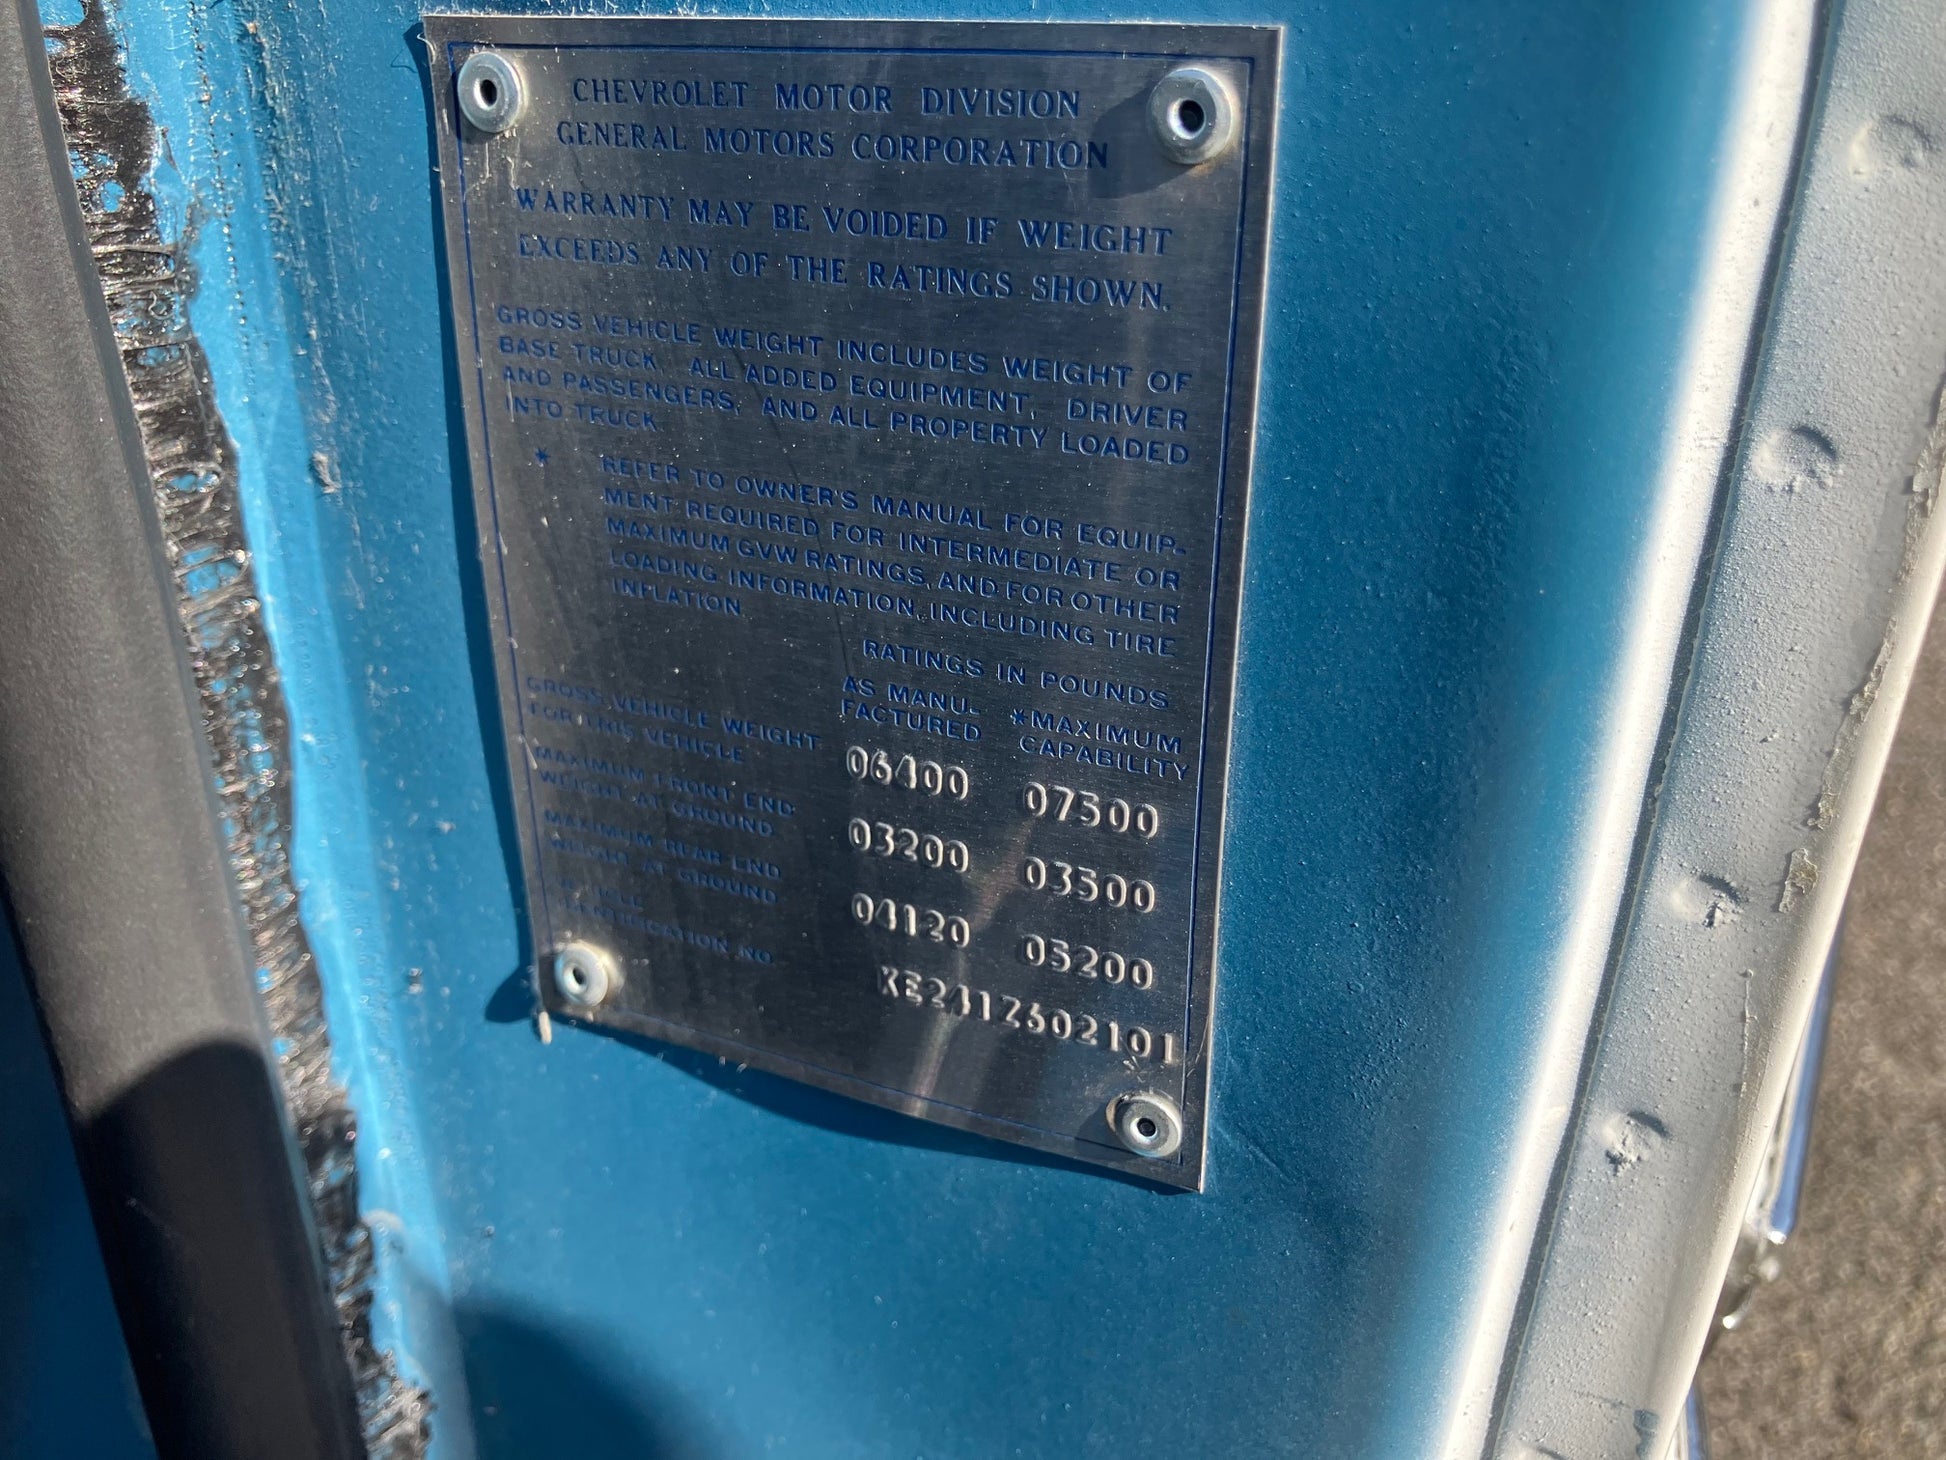 CHEVROLET MOTOR DIVISION
GENERAL MOTORS CORPORATION
WARRANTY MAY BE VOIDED IF WEIGHT
EXCEEDS ANY OF THE RATINGS SHOWN.
GROSS VEHICLE WEIGHT INCLUDES WEIGHT OF
BASE TRUCK, ALL ADDED EQUIPMENT, DRIVER
AND PASSENGERS, AND ALL PROPERTY LOADED
INTO TRUCK.
* REFER TO OWNER'S MANUAL FOR EQUIP-
MENT REQUIRED FOR INTERMEDIATE OR
MAXIMUM GVW RATINGS, AND FOR OTHER
LOADING INFORMATION, INCLUDING TIRE
INFLATION.
RATINGS IN POUNDS
AS MANU-
FACTURED
*MAXIMUM
CAPABILITY
GROSS VEHICLE WEIGHT
FOR THIS VEHICLE
06400 07500
MAXIMUM FRONT END
WEIGHT AT GROUND
03200 03500
MAXIMUM REAR END
WEIGHT AT GROUND
04120 05200
VEHICLE
IDENTIFICATION NO.
KE241Z602101